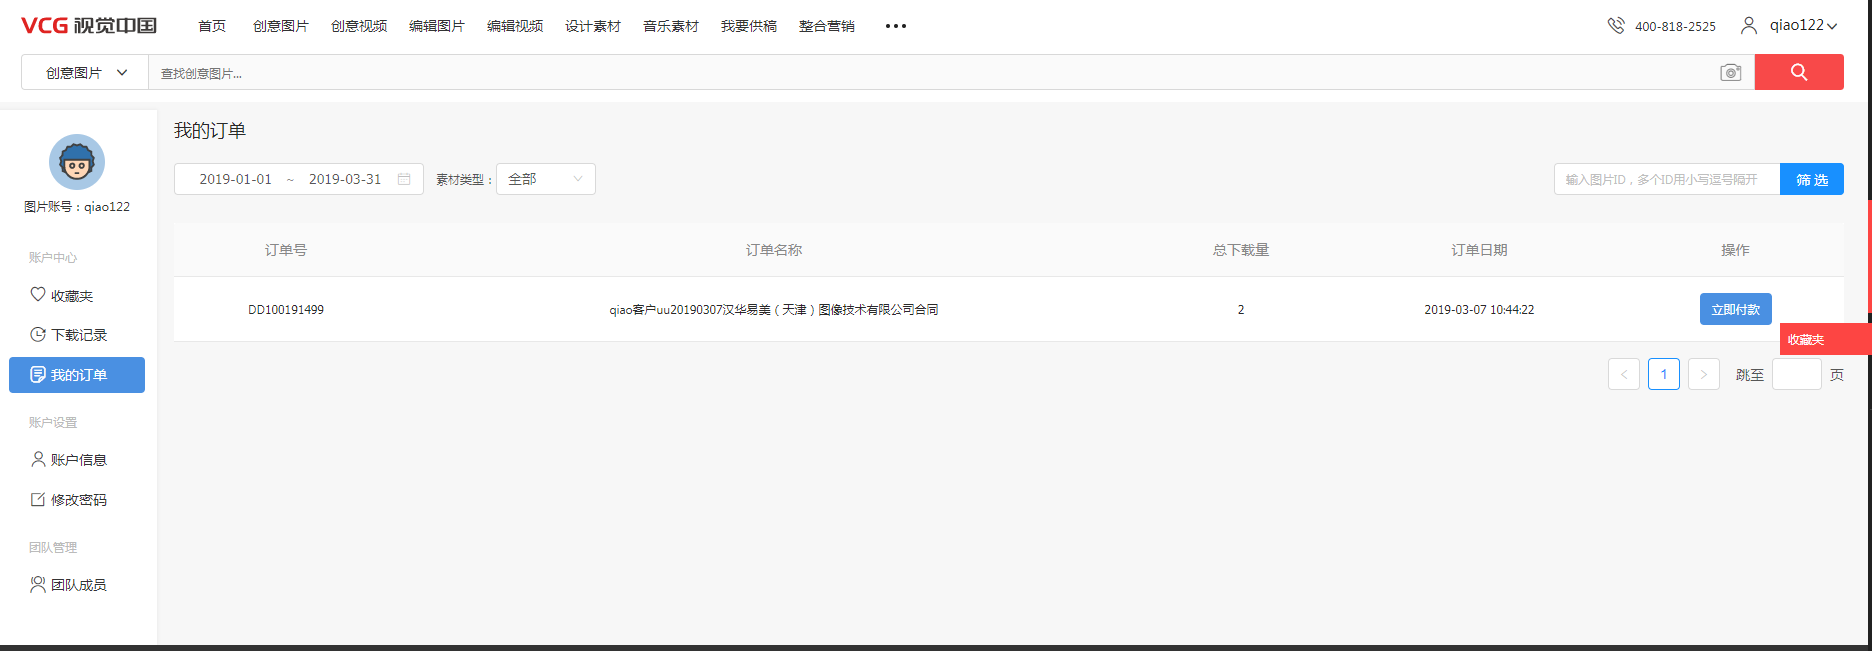 VCG 视觉中国 首页 创意图片 创意视频 编辑图片 编辑视频 设计素材 音乐素材 我要供稿 整合营销 ••• 400-818-2525 qiao122
创意图片 查找创意图片...
我的订单
2019-01-01 ~ 2019-03-31 素材类型： 全部 输入图片ID，多个ID用小写逗号隔开 筛 选
图片账号：qiao122
账户中心
收藏夹
下载记录
我的订单
账户设置
账户信息
修改密码
团队管理
团队成员
订单号 订单名称 总下载量 订单日期 操作
DD100191499 qiao客户uu20190307汉华易美（天津）图像技术有限公司合同 2 2019-03-07 10:44:22 立即付款
收藏夹
< 1 > 跳至 页